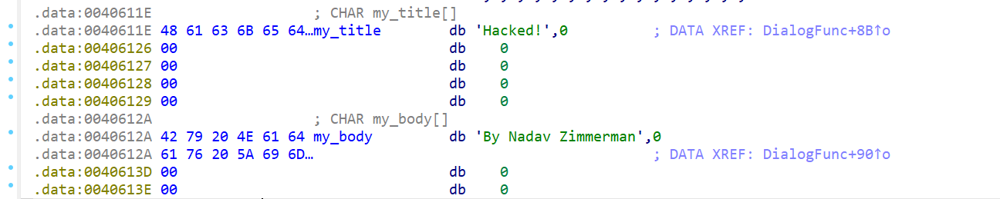 .data:0040611E ; CHAR my_title[]
.data:0040611E 48 61 63 6B 65 64…my_title db 'Hacked!',0 ; DATA XREF: DialogFunc+8B↑o
.data:00406126 00 db 0
.data:00406127 00 db 0
.data:00406128 00 db 0
.data:00406129 00 db 0
.data:0040612A ; CHAR my_body[]
.data:0040612A 42 79 20 4E 61 64 my_body db 'By Nadav Zimmerman',0
.data:0040612A 61 76 20 5A 69 6D… ; DATA XREF: DialogFunc+90↑o
.data:0040613D 00 db 0
.data:0040613E 00 db 0